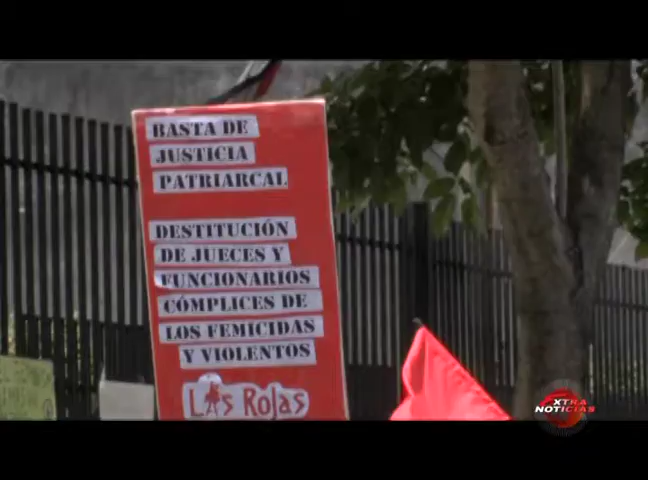 BASTA DE
JUSTICIA
PATRIARCAL
DESTITUCIÓN
DE JUECES Y
FUNCIONARIOS
CÓMPLICES DE
LOS FEMICIDAS
Y VIOLENTOS
Las Rojas
XTRA
NOTICIAS